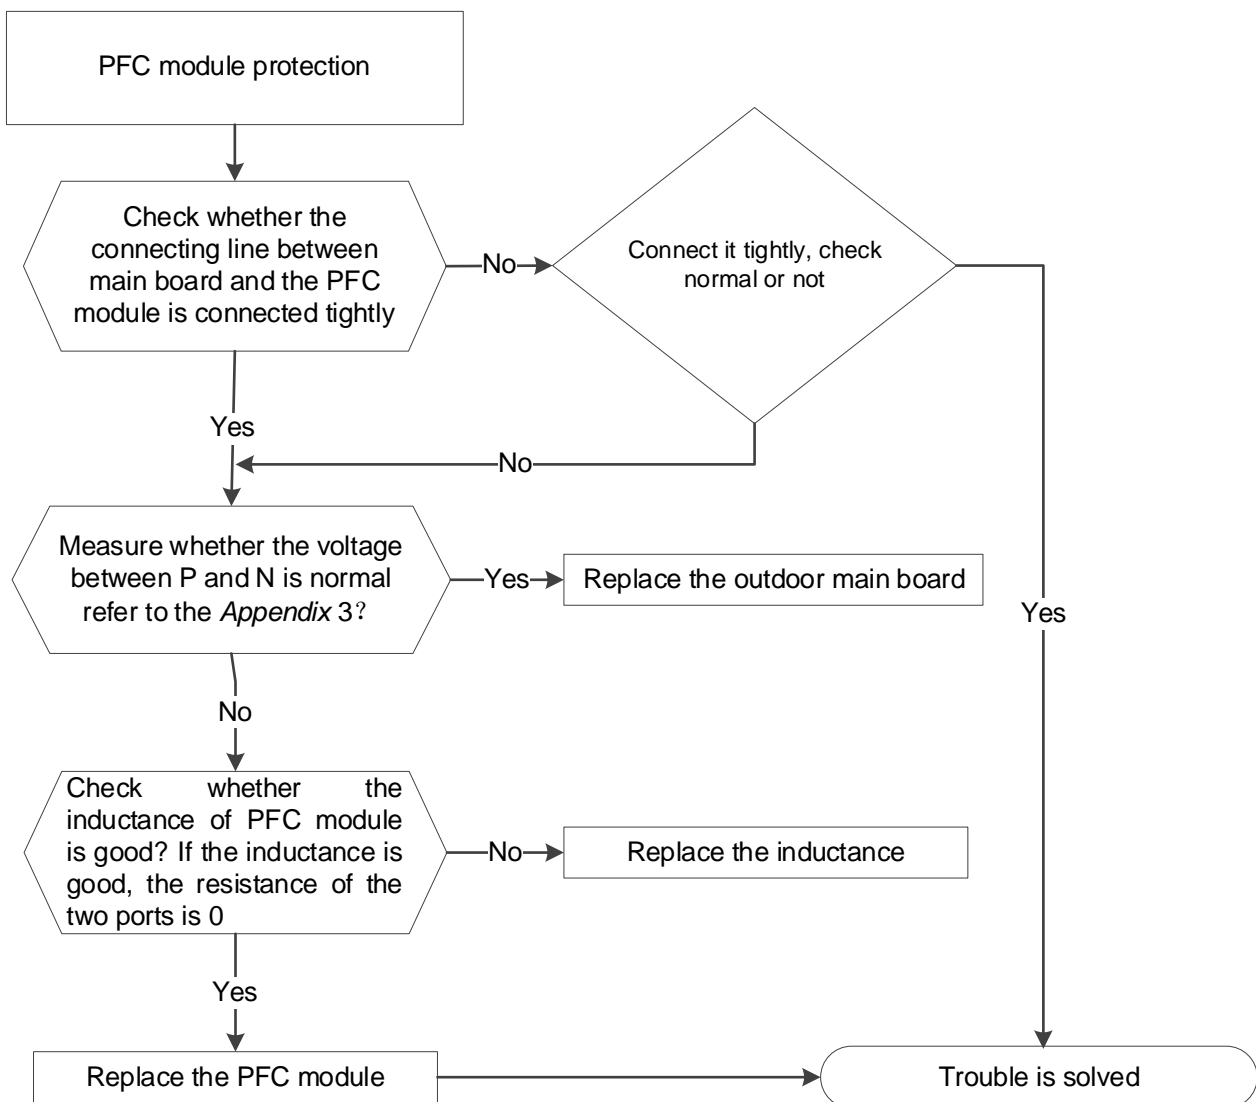 PFC module protection
Check whether the
connecting line between
main board and the PFC
module is connected tightly
No
Connect it tightly, check
normal or not
Yes
No
Measure whether the voltage
between P and N is normal
refer to the Appendix 3？
Yes
Replace the outdoor main board
Yes
No
Check whether the
inductance of PFC module
is good? If the inductance is
good, the resistance of the
two ports is 0
No
Replace the inductance
Yes
Replace the PFC module
Trouble is solved